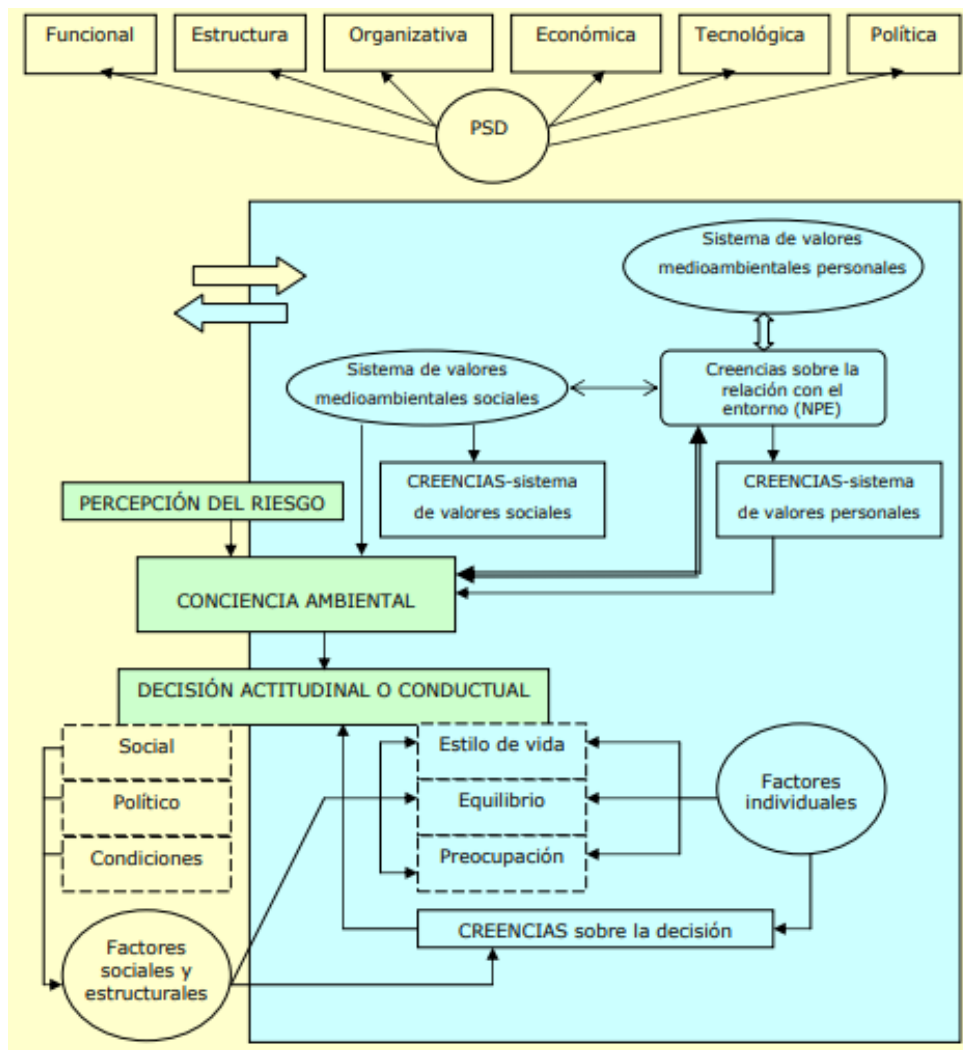 Funcional
Estructura
Organizativa
Económica
Tecnológica
Política
PSD
Sistema de valores
medioambientales personales
Sistema de valores
medioambientales sociales
Creencias sobre la
relación con el
entorno (NPE)
CREENCIAS-sistema
de valores sociales
CREENCIAS-sistema
de valores personales
PERCEPCIÓN DEL RIESGO
CONCIENCIA AMBIENTAL
DECISIÓN ACTITUDINAL O CONDUCTUAL
Social
Político
Condiciones
Estilo de vida
Equilibrio
Preocupación
Factores
individuales
CREENCIAS sobre la decisión
Factores
sociales y
estructurales